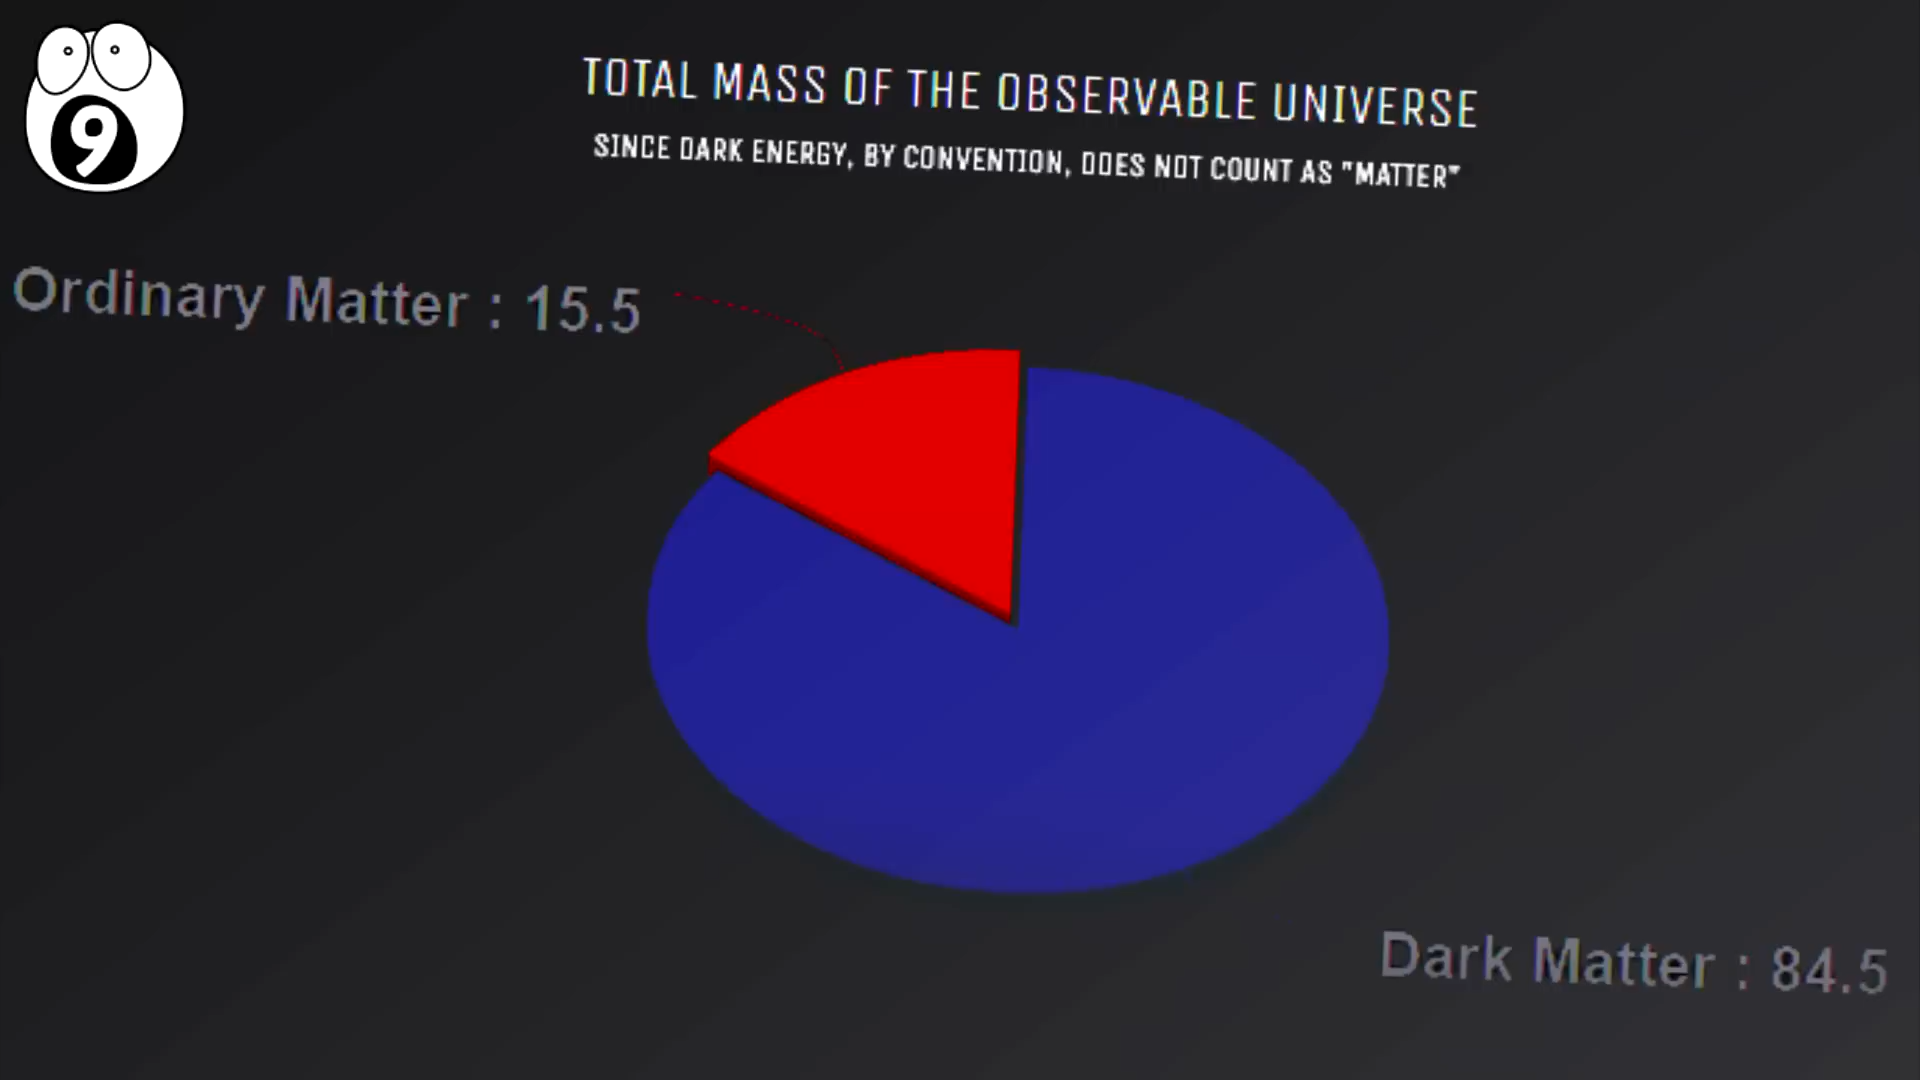 9
TOTAL MASS OF THE OBSERVABLE UNIVERSE
SINCE DARK ENERGY, BY CONVENTION, DOES NOT COUNT AS "MATTER"
Ordinary Matter : 15.5
Dark Matter : 84.5